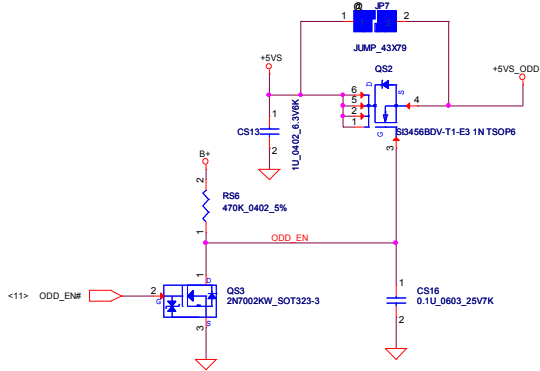 @ JP7
1 2
JUMP_43X79
+5VS
QS2
+5VS_ODD
D
S
6
5
2
1
4
G
SI3456BDV-T1-E3 1N TSOP6
3
1
CS13
2
1U_0402_6.3V6K
B+
2
RS6
470K_0402_5%
1
ODD_EN
1
D
QS3
2N7002KW_SOT323-3
<11> ODD_EN#
2
G
S
3
1
CS16
0.1U_0603_25V7K
2